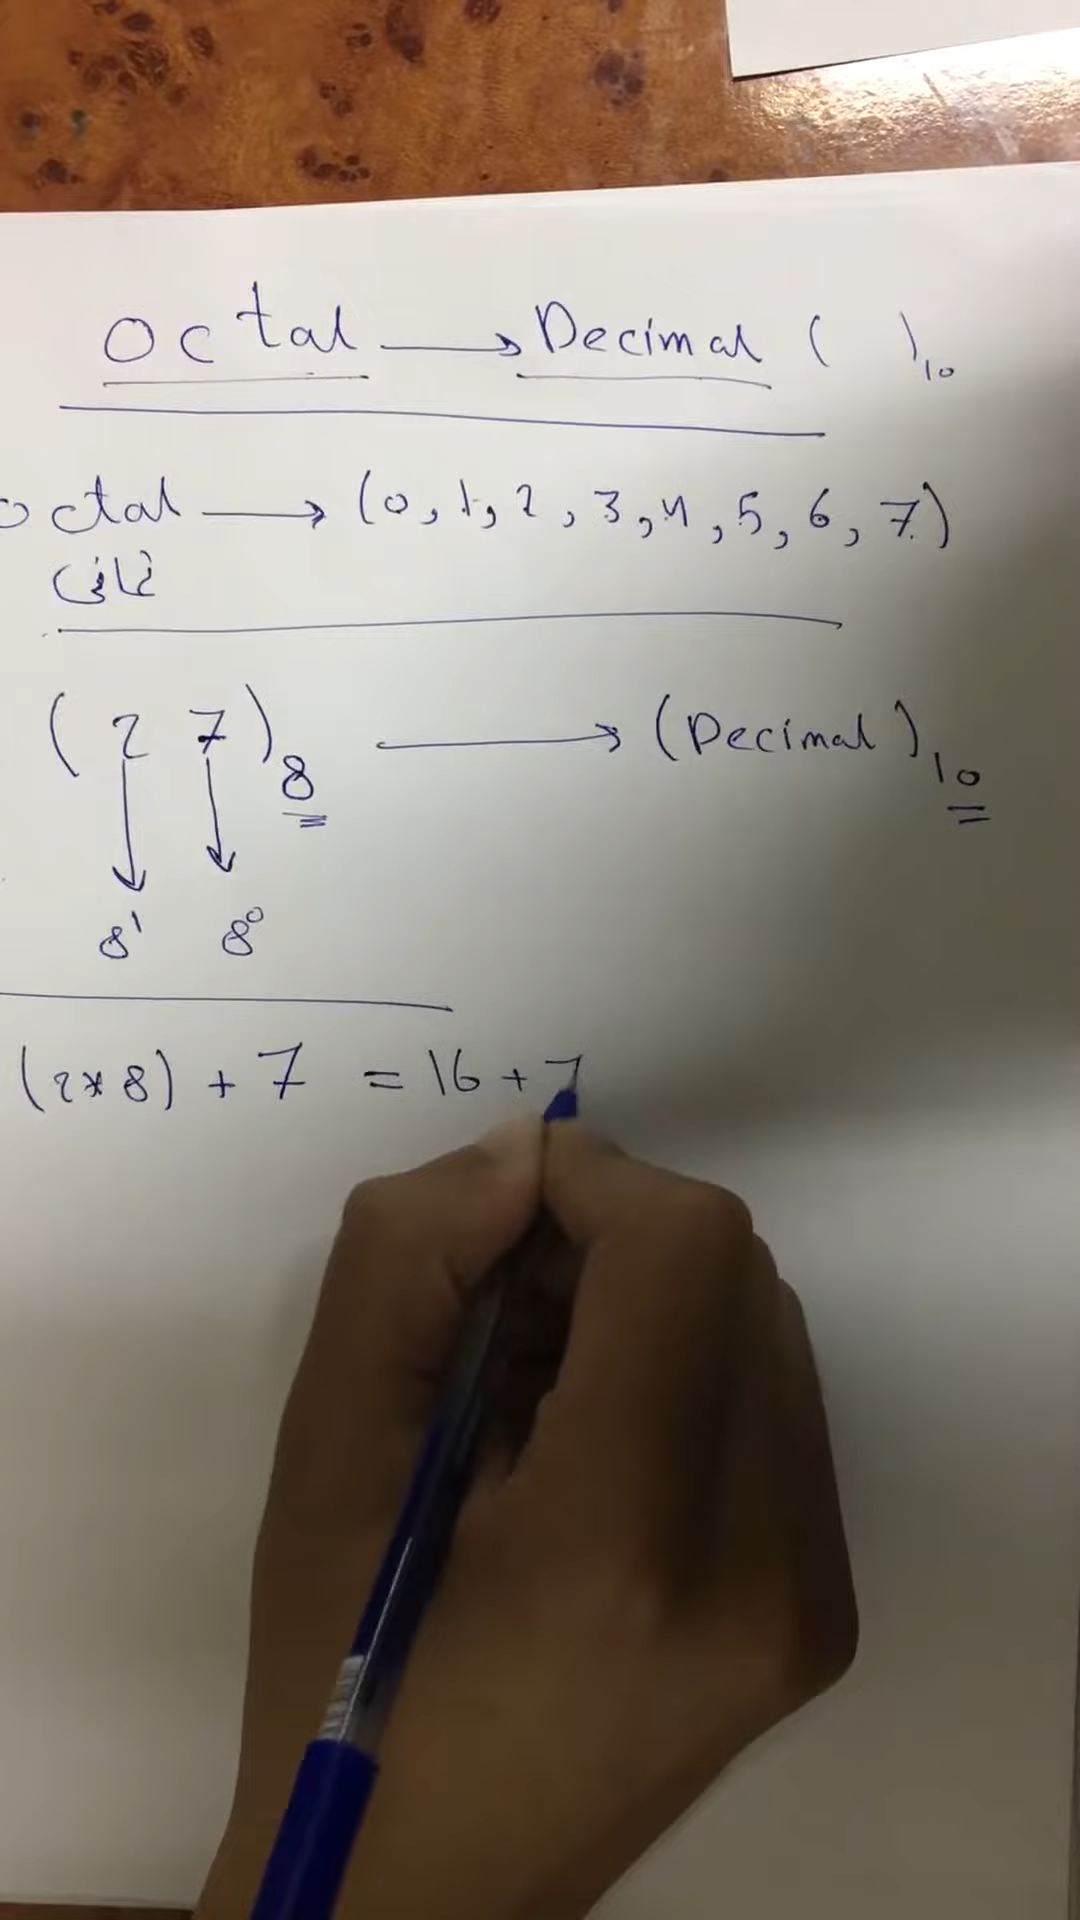 Octal → Decimal ( )₁₀
octal → (0, 1, 2, 3, 4, 5, 6, 7)
ثماني
(2 7)₈ → (Decimal)₁₀
8¹ 8⁰
(2*8) + 7 = 16 + 7